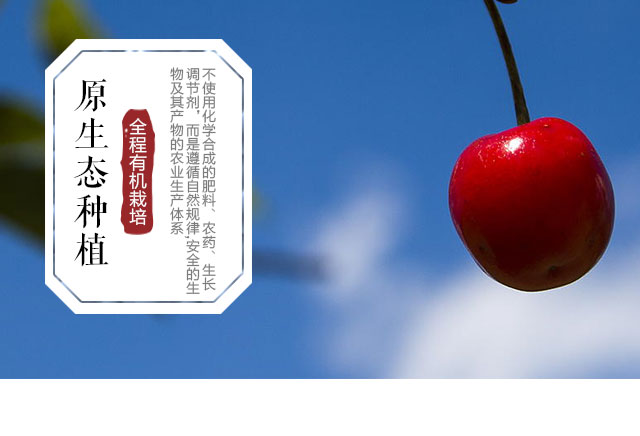 原生态种植
全程有机栽培
不使用化学合成的肥料、农药、生长
调节剂，而是遵循自然规律,安全的生
物及其产物的农业生产体系